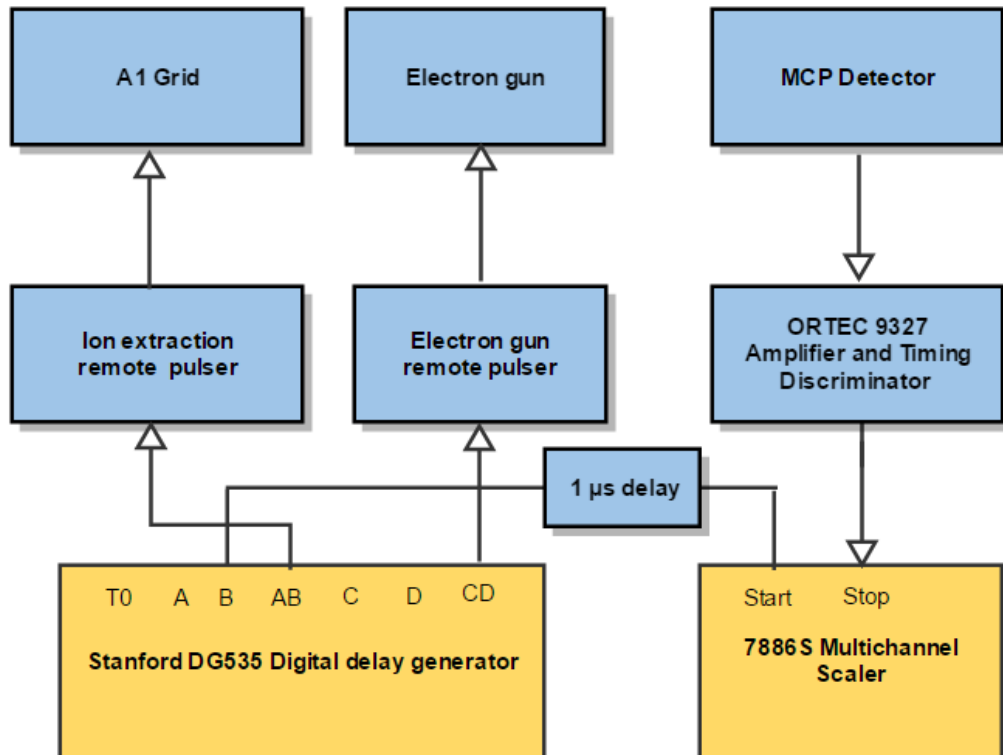 A1 Grid
Electron gun
MCP Detector
Ion extraction
remote pulser
Electron gun
remote pulser
ORTEC 9327
Amplifier and Timing
Discriminator
1 µs delay
T0 A B AB C D CD
Stanford DG535 Digital delay generator
Start Stop
7886S Multichannel
Scaler